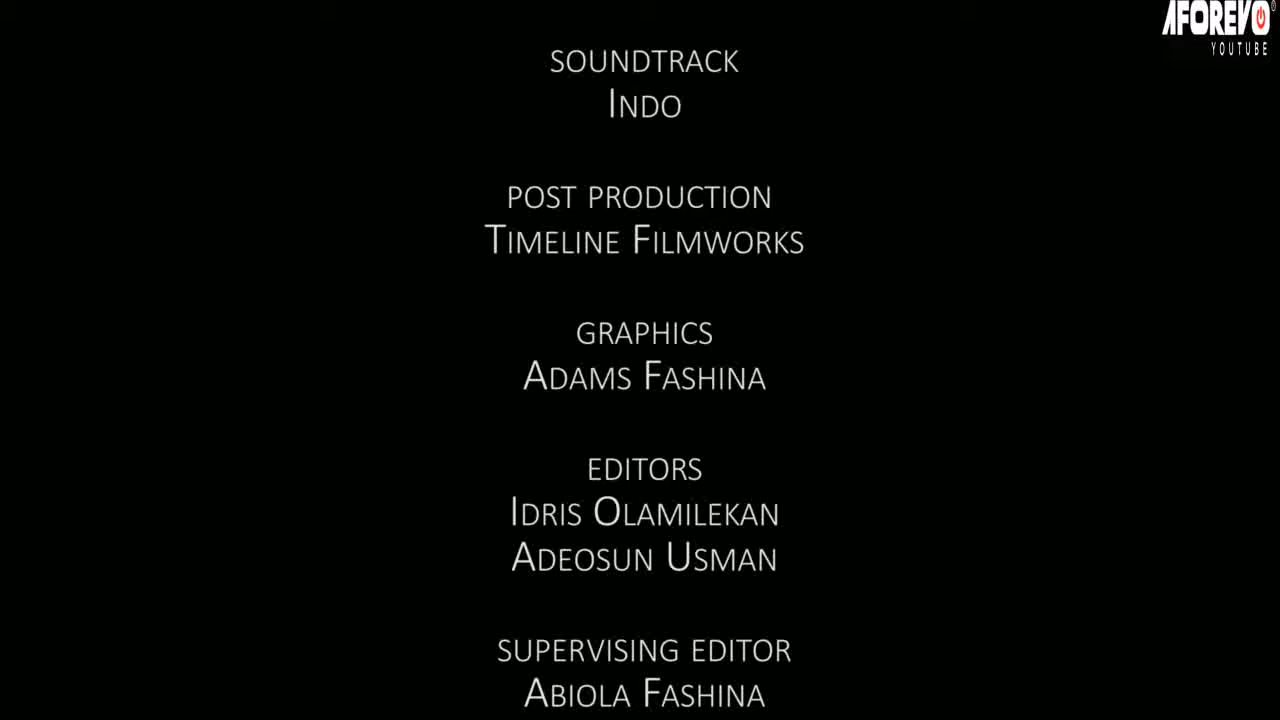 AFOREVO
YOUTUBE
SOUNDTRACK
INDO
POST PRODUCTION
TIMELINE FILMWORKS
GRAPHICS
ADAMS FASHINA
EDITORS
IDRIS OLAMILEKAN
ADEOSUN USMAN
SUPERVISING EDITOR
ABIOLA FASHINA